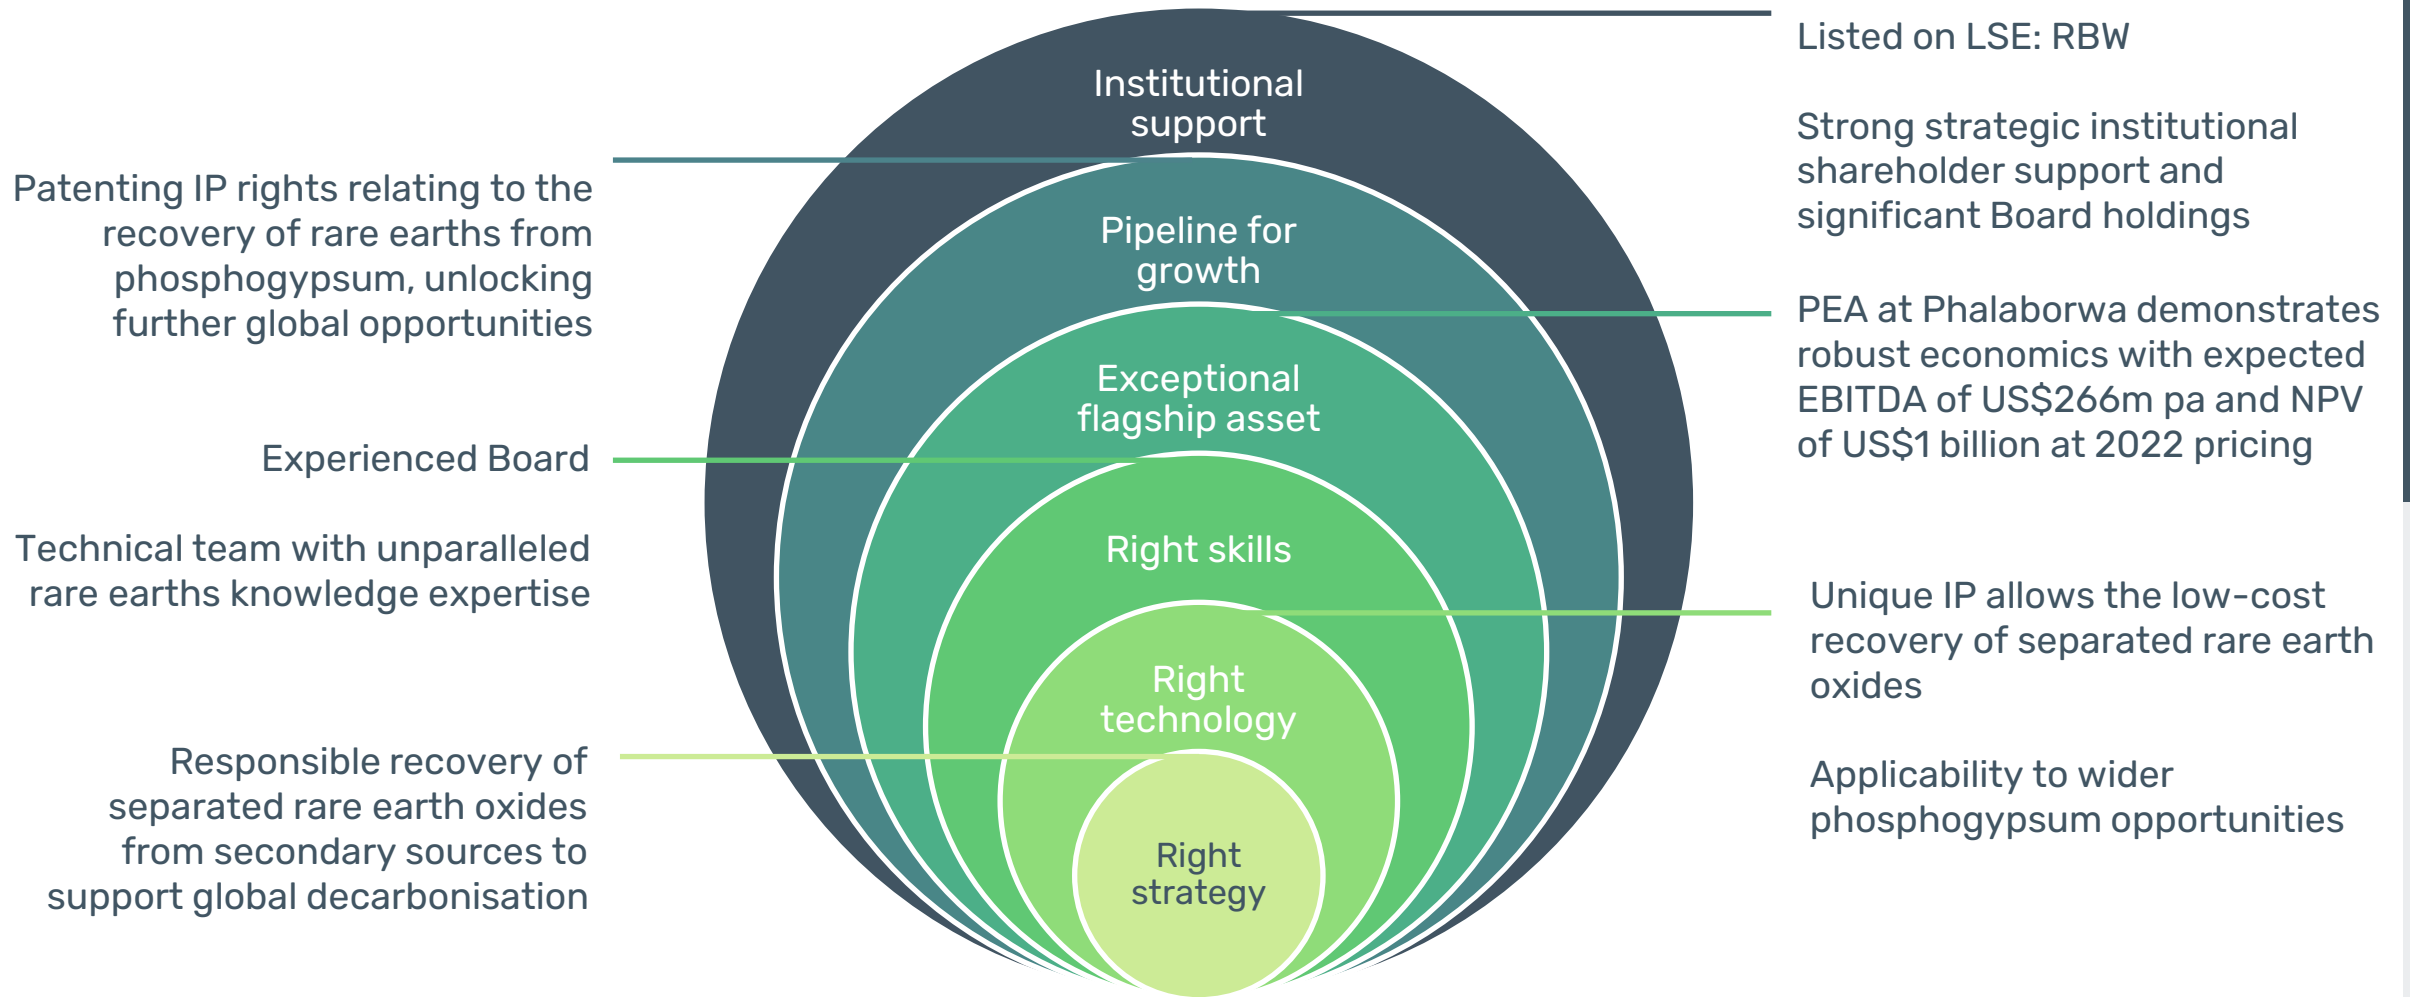 Institutional
support
Pipeline for
growth
Exceptional
flagship asset
Right skills
Right
technology
Right
strategy
Patenting IP rights relating to the
recovery of rare earths from
phosphogypsum, unlocking
further global opportunities
Experienced Board
Technical team with unparalleled
rare earths knowledge expertise
Responsible recovery of
separated rare earth oxides
from secondary sources to
support global decarbonisation
Listed on LSE: RBW
Strong strategic institutional
shareholder support and
significant Board holdings
PEA at Phalaborwa demonstrates
robust economics with expected
EBITDA of US$266m pa and NPV
of US$1 billion at 2022 pricing
Unique IP allows the low-cost
recovery of separated rare earth
oxides
Applicability to wider
phosphogypsum opportunities